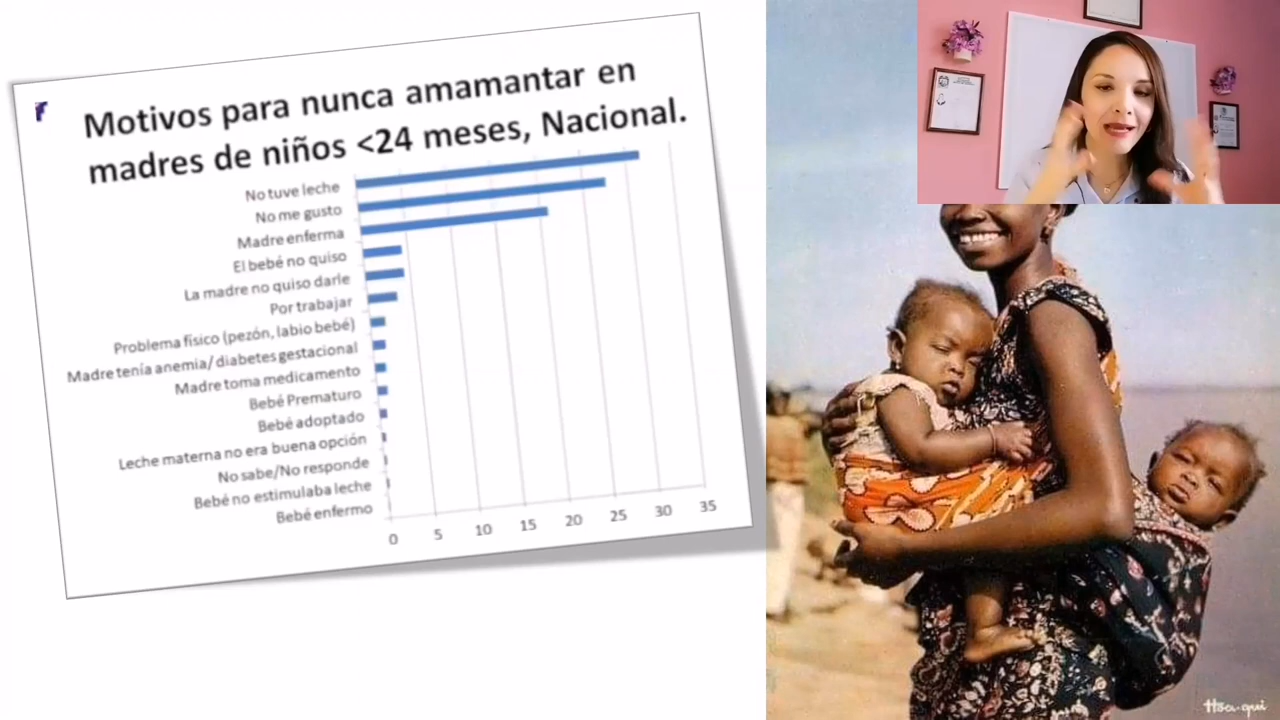 Motivos para nunca amamantar en
madres de niños <24 meses, Nacional.
No tuve leche
No me gusto
Madre enferma
El bebé no quiso
La madre no quiso darle
Por trabajar
Problema físico (pezón, labio bebé)
Madre tenía anemia/ diabetes gestacional
Madre toma medicamento
Bebé Prematuro
Bebé adoptado
Leche materna no era buena opción
No sabe/No responde
Bebé no estimulaba leche
Bebé enfermo
0 5 10 15 20 25 30 35
Hoa-qui